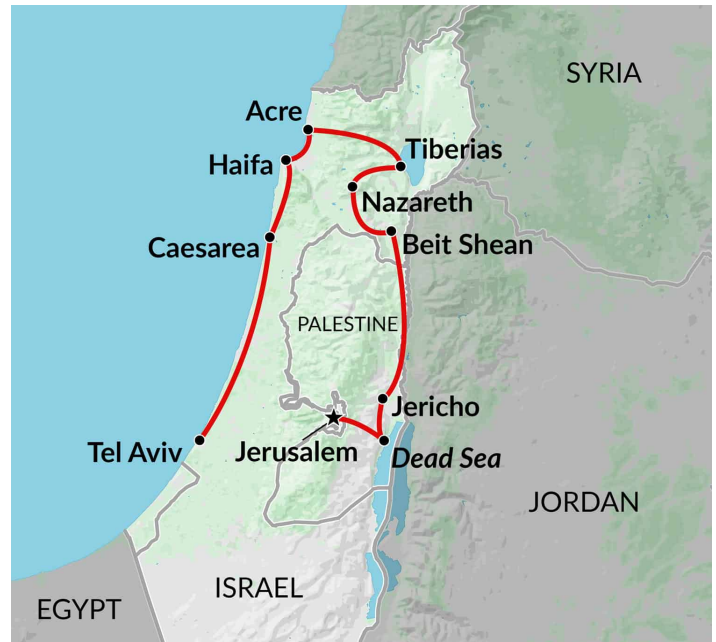 SYRIA
Acre
Tiberias
Haifa
Nazareth
Caesarea
Beit Shean
PALESTINE
Jericho
Tel Aviv
Jerusalem
Dead Sea
JORDAN
ISRAEL
EGYPT